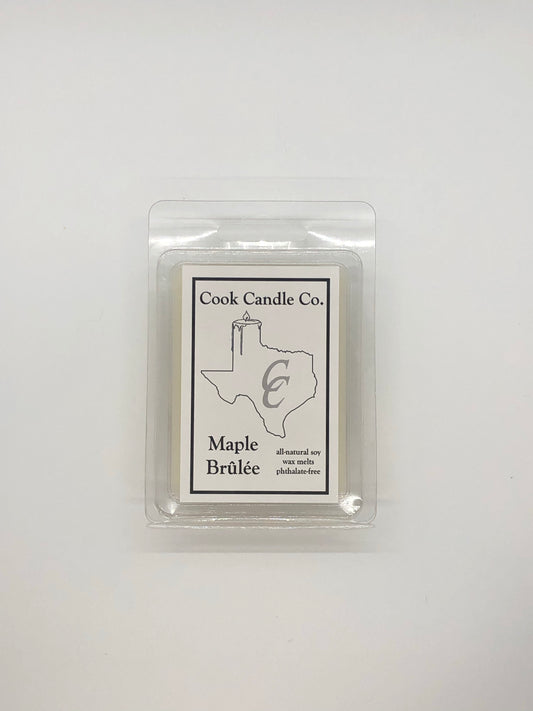 Cook Candle Co.
CC
Maple
Brûlée
all-natural soy
wax melts
phthalate-free